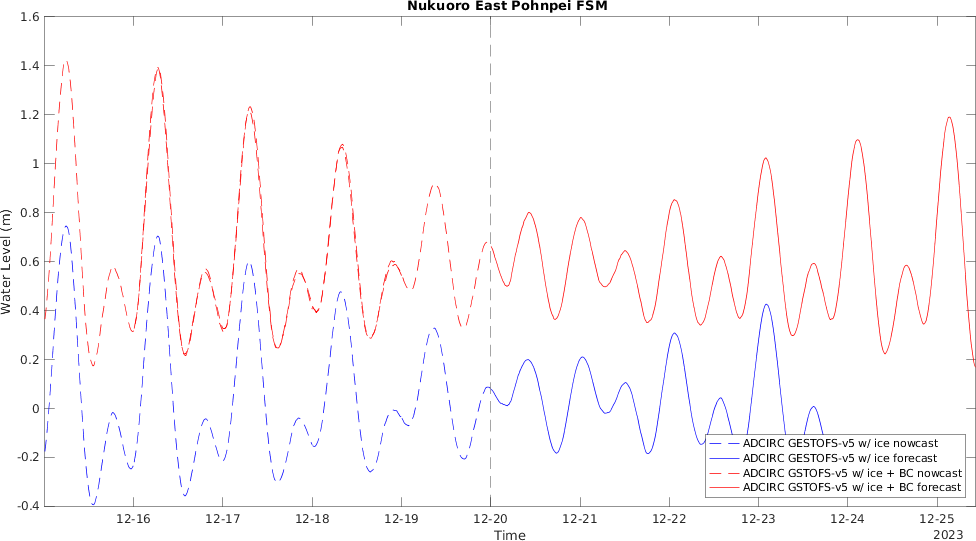 Nukuoro East Pohnpei FSM
1.6
1.4
1.2
1
0.8
0.6
0.4
0.2
0
-0.2
-0.4
Water Level (m)
ADCIRC GESTOFS-v5 w/ ice nowcast
ADCIRC GESTOFS-v5 w/ ice forecast
ADCIRC GSTOFS-v5 w/ ice + BC nowcast
ADCIRC GSTOFS-v5 w/ ice + BC forecast
12-16 12-17 12-18 12-19 12-20 12-21 12-22 12-23 12-24 12-25
Time
2023